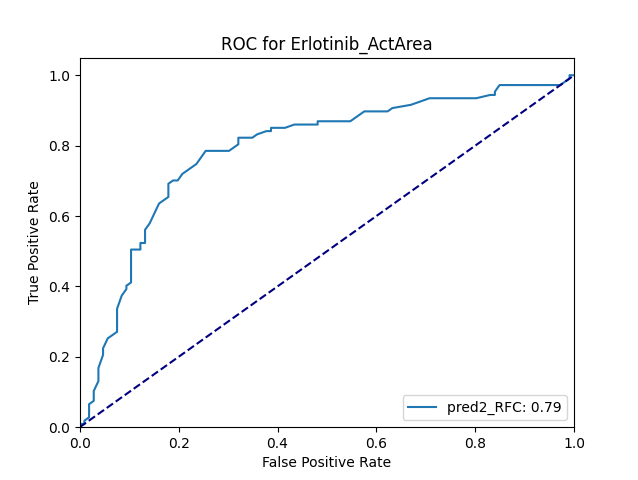 ROC for Erlotinib_ActArea
1.0
0.8
0.6
0.4
0.2
0.0
True Positive Rate
pred2_RFC: 0.79
0.0 0.2 0.4 0.6 0.8 1.0
False Positive Rate